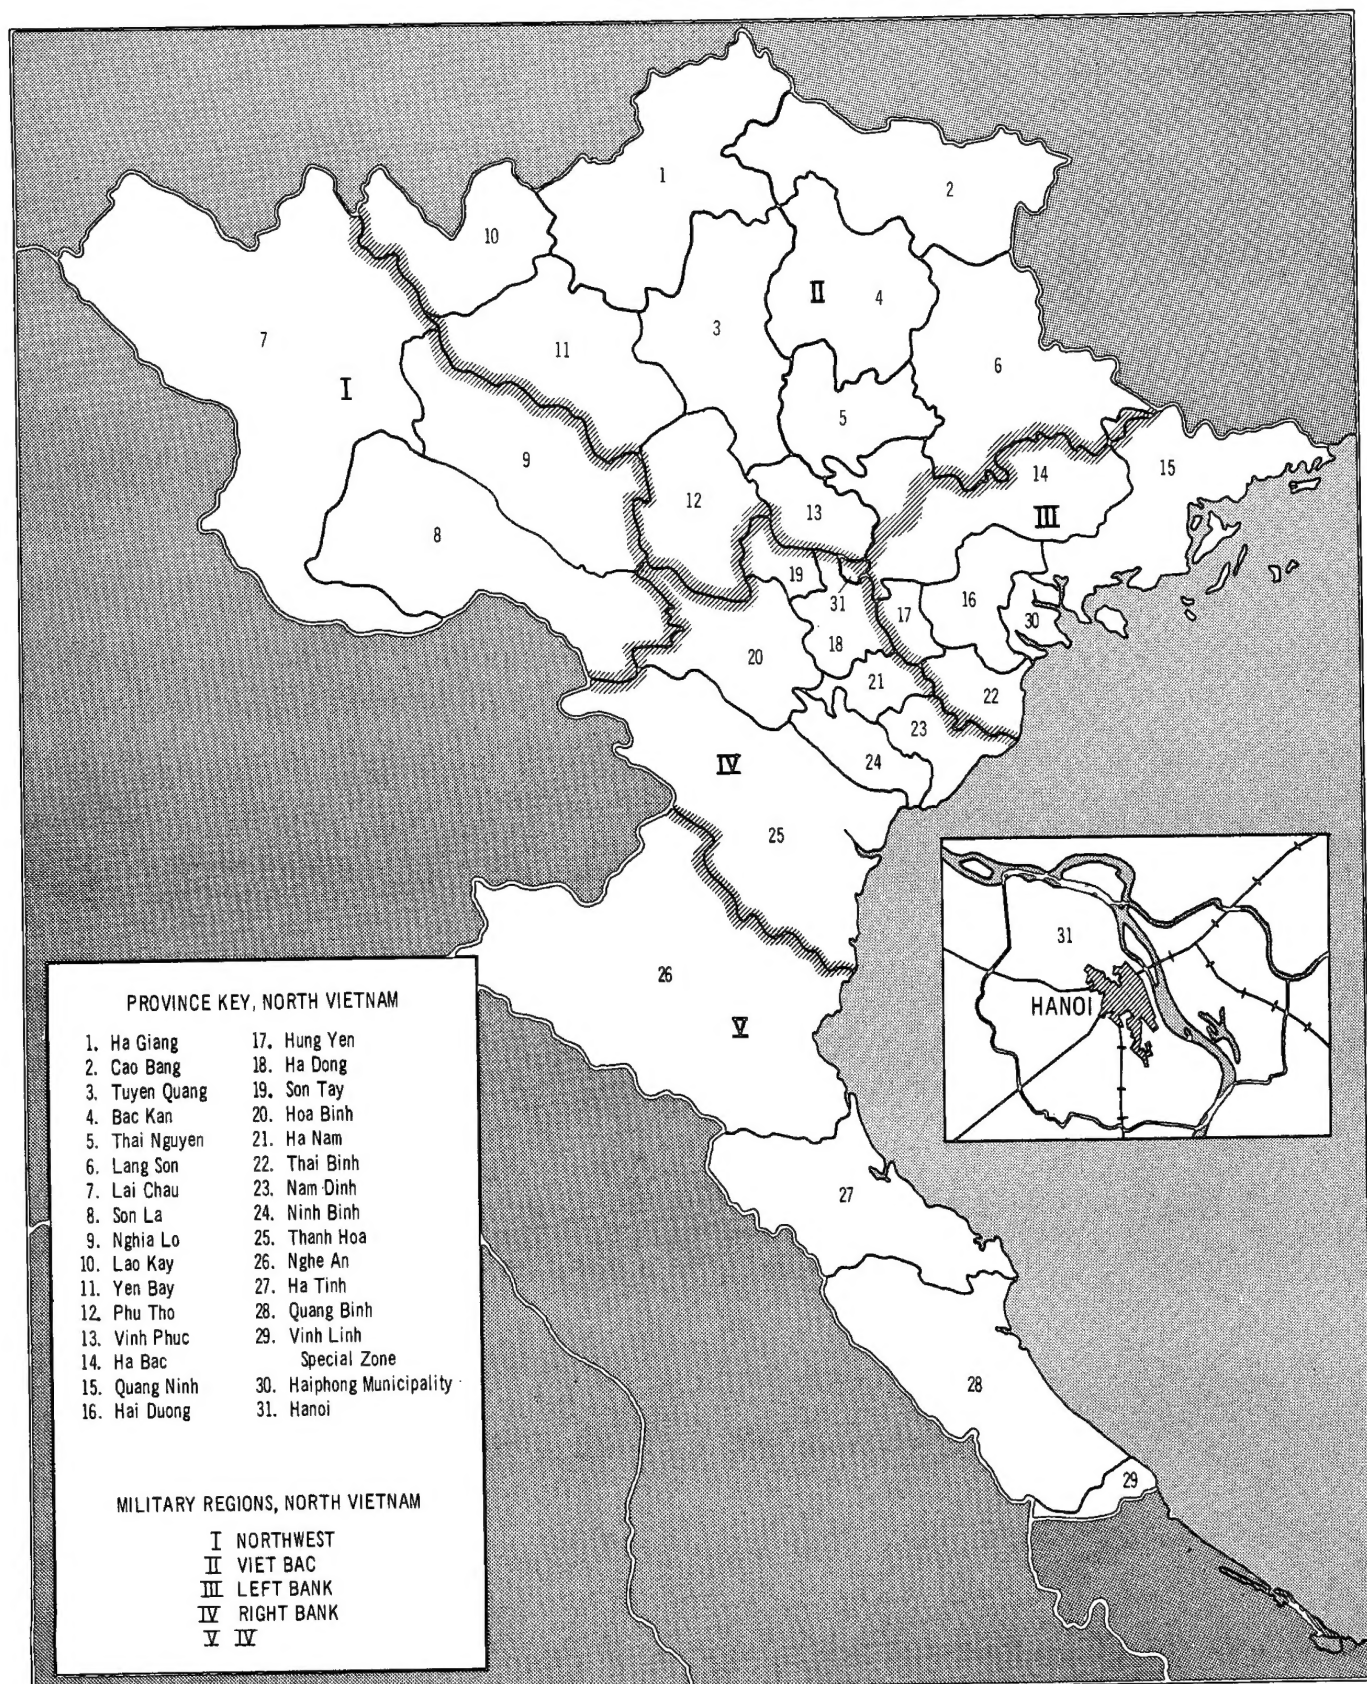 1
2
10
II
4
3
7
11
6
I
5
9
14
15
12
13
III
8
19
31
17
16
30
18
20
21
22
23
IV
24
25
31
HANOI
26
V
27
28
29
PROVINCE KEY, NORTH VIETNAM
1. Ha Giang
2. Cao Bang
3. Tuyen Quang
4. Bac Kan
5. Thai Nguyen
6. Lang Son
7. Lai Chau
8. Son La
9. Nghia Lo
10. Lao Kay
11. Yen Bay
12. Phu Tho
13. Vinh Phuc
14. Ha Bac
15. Quang Ninh
16. Hai Duong
17. Hung Yen
18. Ha Dong
19. Son Tay
20. Hoa Binh
21. Ha Nam
22. Thai Binh
23. Nam Dinh
24. Ninh Binh
25. Thanh Hoa
26. Nghe An
27. Ha Tinh
28. Quang Binh
29. Vinh Linh
Special Zone
30. Haiphong Municipality
31. Hanoi
MILITARY REGIONS, NORTH VIETNAM
I NORTHWEST
II VIET BAC
III LEFT BANK
IV RIGHT BANK
V IV